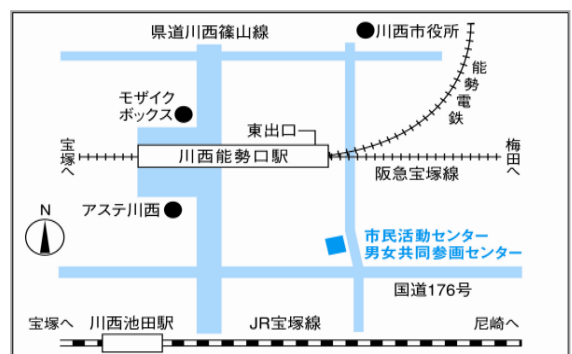 県道川西篠山線
川西市役所
能勢電鉄
モザイク
ボックス
東出口
宝塚へ
川西能勢口駅
阪急宝塚線
梅田へ
アステ川西
N
市民活動センター
男女共同参画センター
国道176号
宝塚へ
川西池田駅
JR宝塚線
尼崎へ